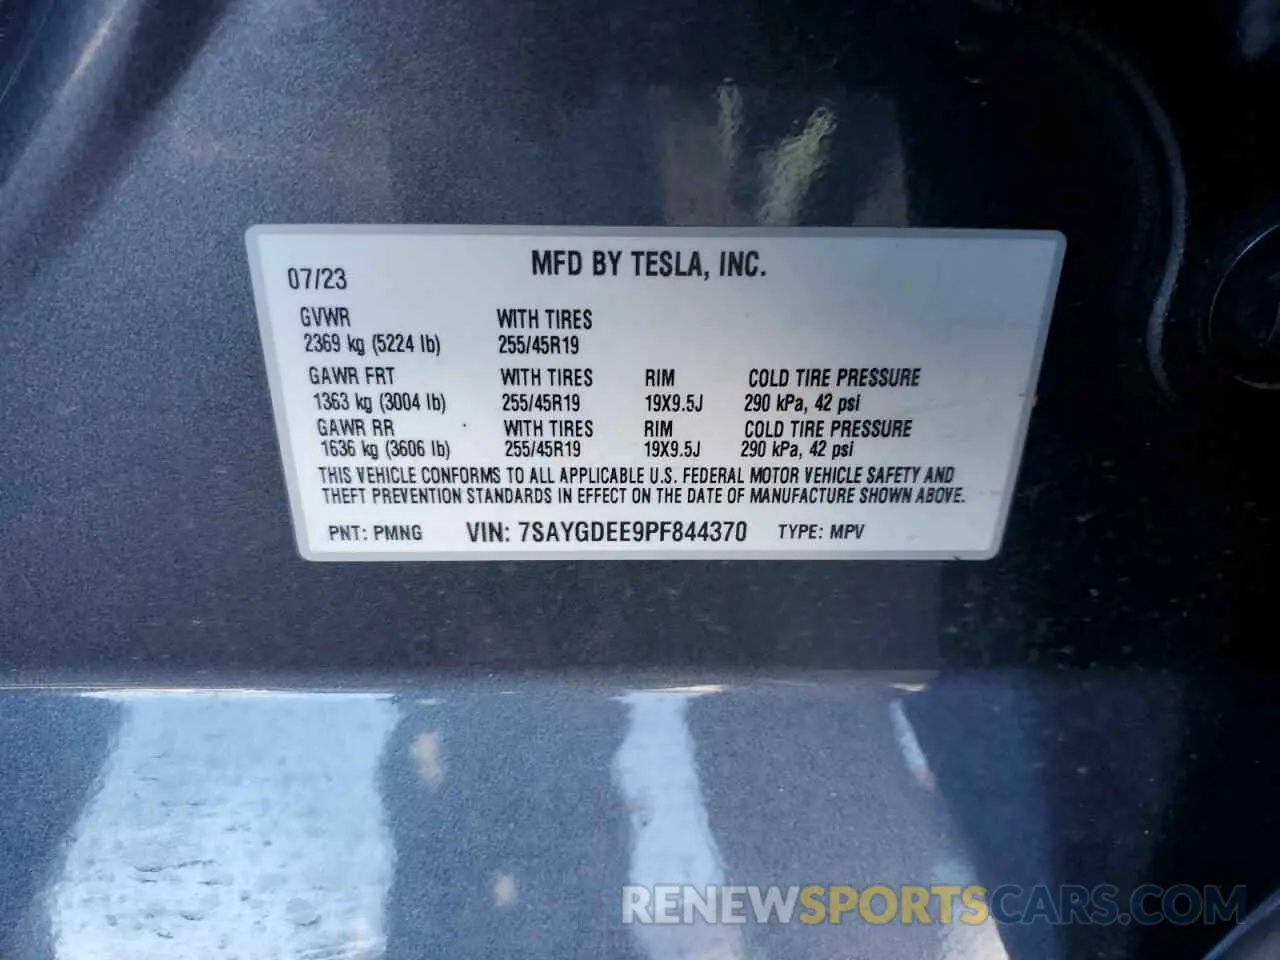 MFD BY TESLA, INC.
07/23
GVWR WITH TIRES
2369 kg (5224 lb) 255/45R19
GAWR FRT WITH TIRES RIM COLD TIRE PRESSURE
1363 kg (3004 lb) 255/45R19 19X9.5J 290 kPa, 42 psi
GAWR RR WITH TIRES RIM COLD TIRE PRESSURE
1636 kg (3606 lb) 255/45R19 19X9.5J 290 kPa, 42 psi
THIS VEHICLE CONFORMS TO ALL APPLICABLE U.S. FEDERAL MOTOR VEHICLE SAFETY AND
THEFT PREVENTION STANDARDS IN EFFECT ON THE DATE OF MANUFACTURE SHOWN ABOVE.
PNT: PMNG VIN: 7SAYGDEE9PF844370 TYPE: MPV
RENEWSPORTSCARS.COM